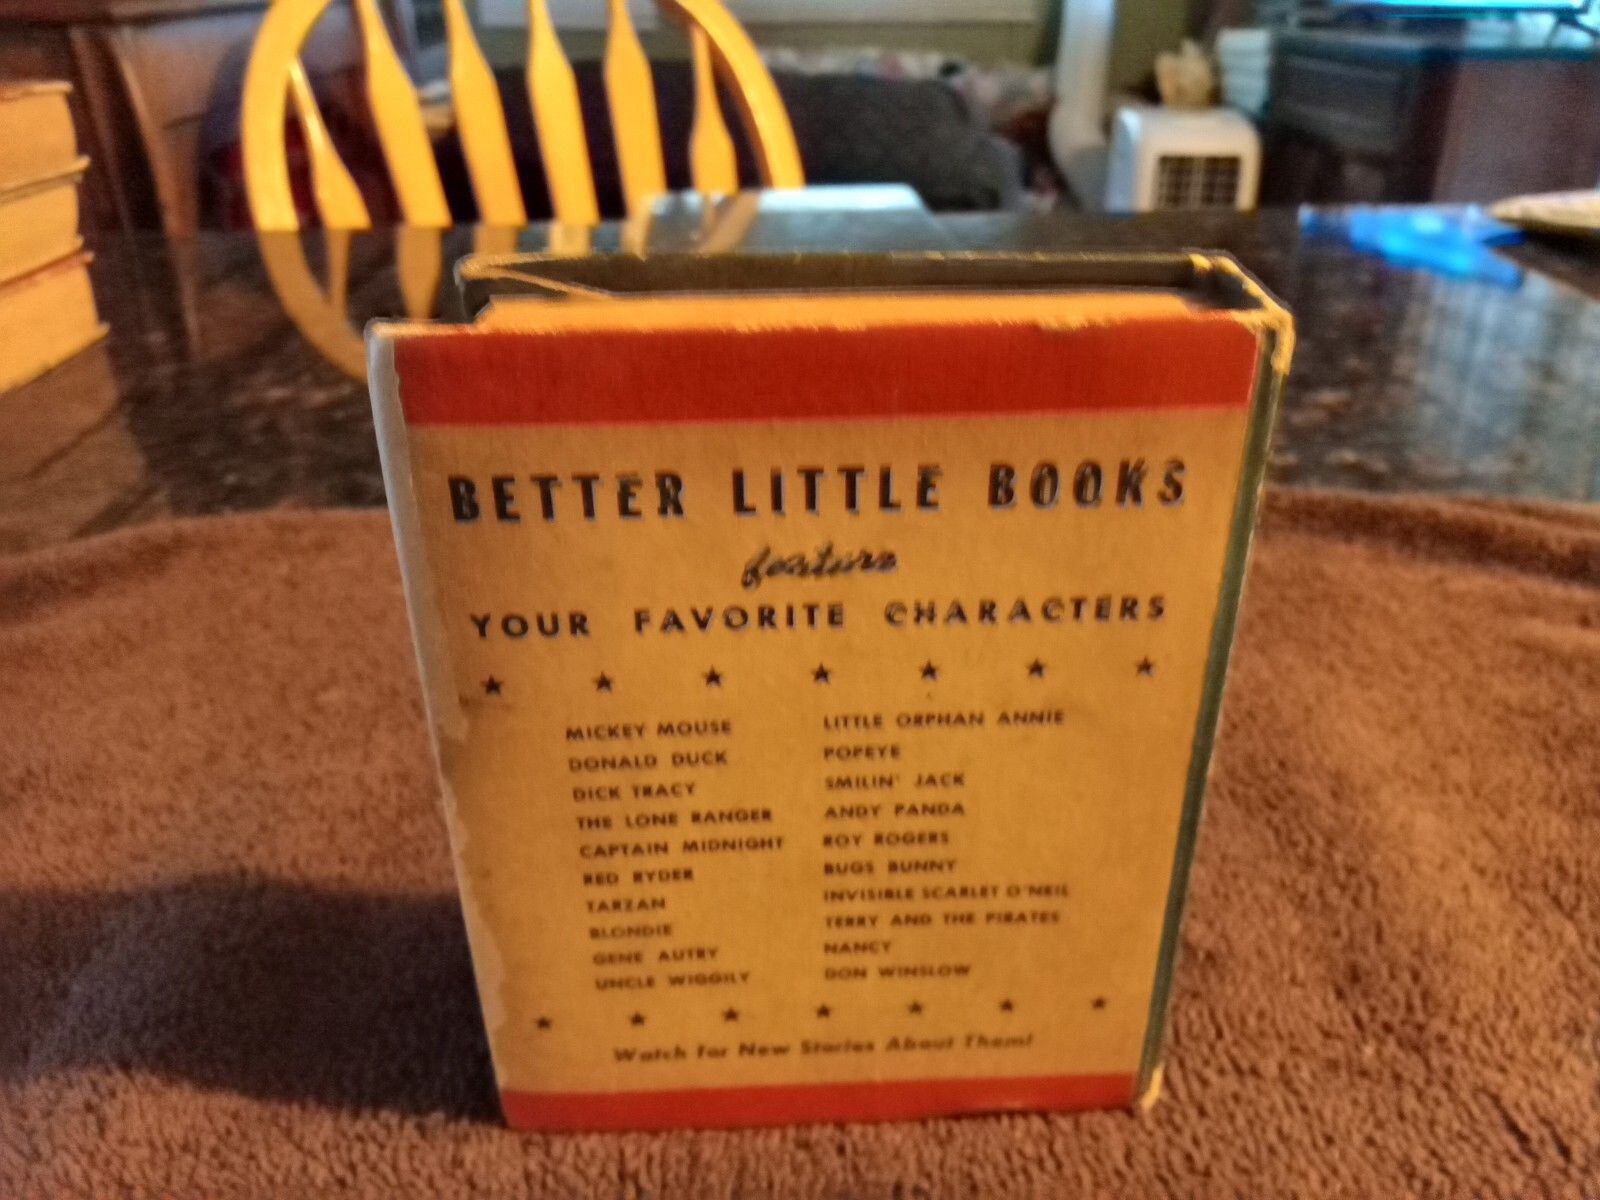 BETTER LITTLE BOOKS
feature
YOUR FAVORITE CHARACTERS
MICKEY MOUSE
DONALD DUCK
DICK TRACY
THE LONE RANGER
CAPTAIN MIDNIGHT
RED RYDER
TARZAN
BLONDIE
GENE AUTRY
UNCLE WIGGILY
LITTLE ORPHAN ANNIE
POPEYE
SMILIN' JACK
ANDY PANDA
ROY ROGERS
BUGS BUNNY
INVISIBLE SCARLET O'NEIL
TERRY AND THE PIRATES
NANCY
DON WINSLOW
Watch for New Stories About Them!